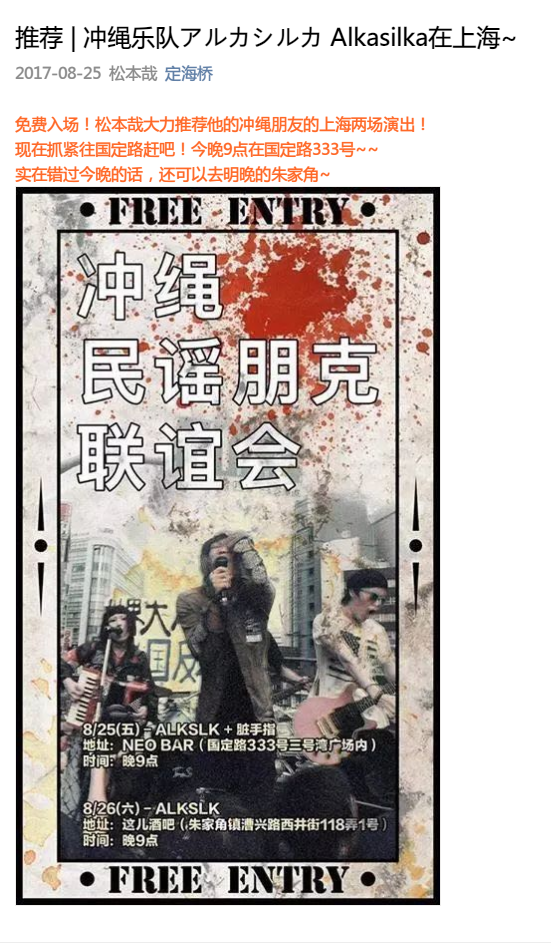 推荐 | 冲绳乐队アルカシルカ Alkasilka在上海~
2017-08-25 松本哉 定海桥
免费入场！松本哉大力推荐他的冲绳朋友的上海两场演出！
现在抓紧往国定路赶吧！今晚9点在国定路333号~~
实在错过今晚的话，还可以去明晚的朱家角~
FREE ENTRY
冲绳
民谣朋克
联谊会
8/25(五) - ALKSLK + 脏手指
地址: NEO BAR ( 国定路333号三号湾广场内 )
时间: 晚9点
8/26(六) - ALKSLK
地址: 这儿酒吧 ( 朱家角镇漕兴路西井街118弄1号 )
时间: 晚9点
FREE ENTRY